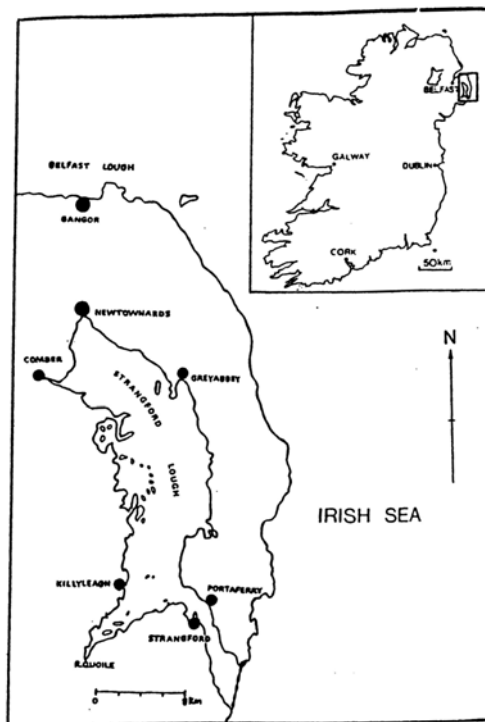 BELFAST
GALWAY
DUBLIN
CORK
50km
BELFAST LOUGH
BANGOR
NEWTOWNARDS
COMBER
GREYABBEY
STRANGFORD
LOUGH
N
IRISH SEA
KILLYLEAGH
PORTAFERRY
STRANGFORD
R.QUOILE
0
Km